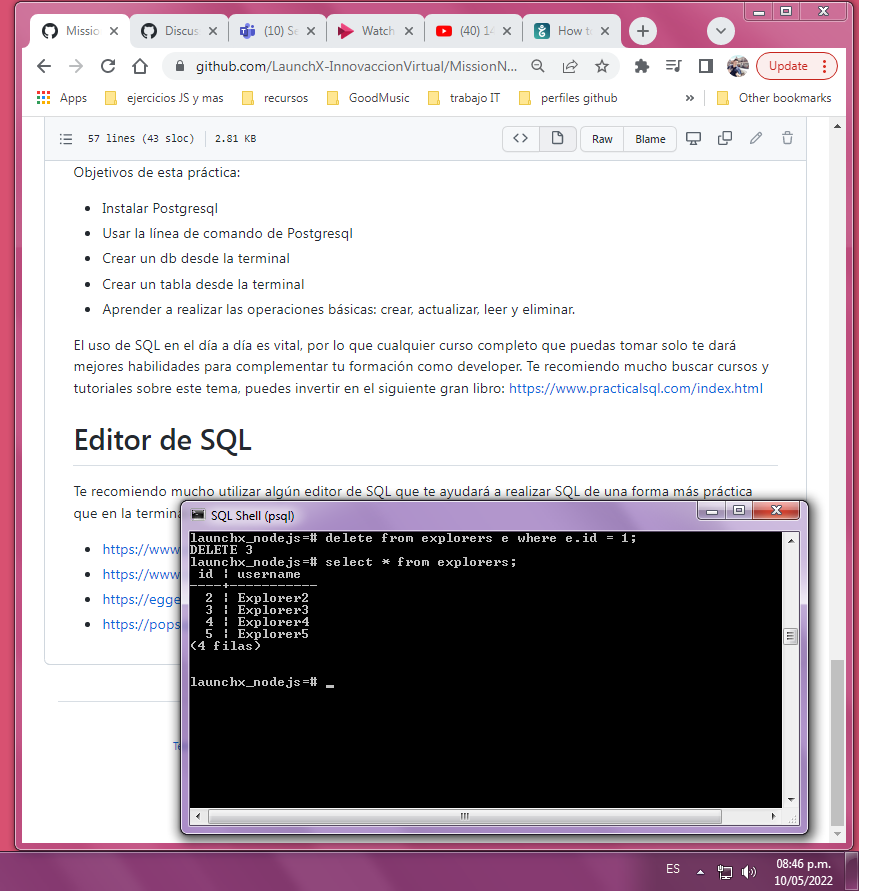 Missio
Discus
(10) Se
Watch
(40) 14
How t
github.com/LaunchX-InnovaccionVirtual/MissionN...
Update
Apps
ejercicios JS y mas
recursos
GoodMusic
trabajo IT
perfiles github
»
Other bookmarks
57 lines (43 sloc)
2.81 KB
Raw
Blame
Objetivos de esta práctica:
• Instalar Postgresql
• Usar la línea de comando de Postgresql
• Crear un db desde la terminal
• Crear un tabla desde la terminal
• Aprender a realizar las operaciones básicas: crear, actualizar, leer y eliminar.
El uso de SQL en el día a día es vital, por lo que cualquier curso completo que puedas tomar solo te dará
mejores habilidades para complementar tu formación como developer. Te recomiendo mucho buscar cursos y
tutoriales sobre este tema, puedes invertir en el siguiente gran libro: https://www.practicalsql.com/index.html
Editor de SQL
Te recomiendo mucho utilizar algún editor de SQL que te ayudará a realizar SQL de una forma más práctica
que en la termina
• https://www
• https://www
• https://egge
• https://pops
Te
SQL Shell (psql)
launchx_nodejs=# delete from explorers e where e.id = 1;
DELETE 3
launchx_nodejs=# select * from explorers;
id ¦ username
----+-----------
2 ¦ Explorer2
3 ¦ Explorer3
4 ¦ Explorer4
5 ¦ Explorer5
(4 filas)
launchx_nodejs=# _
ES
08:46 p.m.
10/05/2022